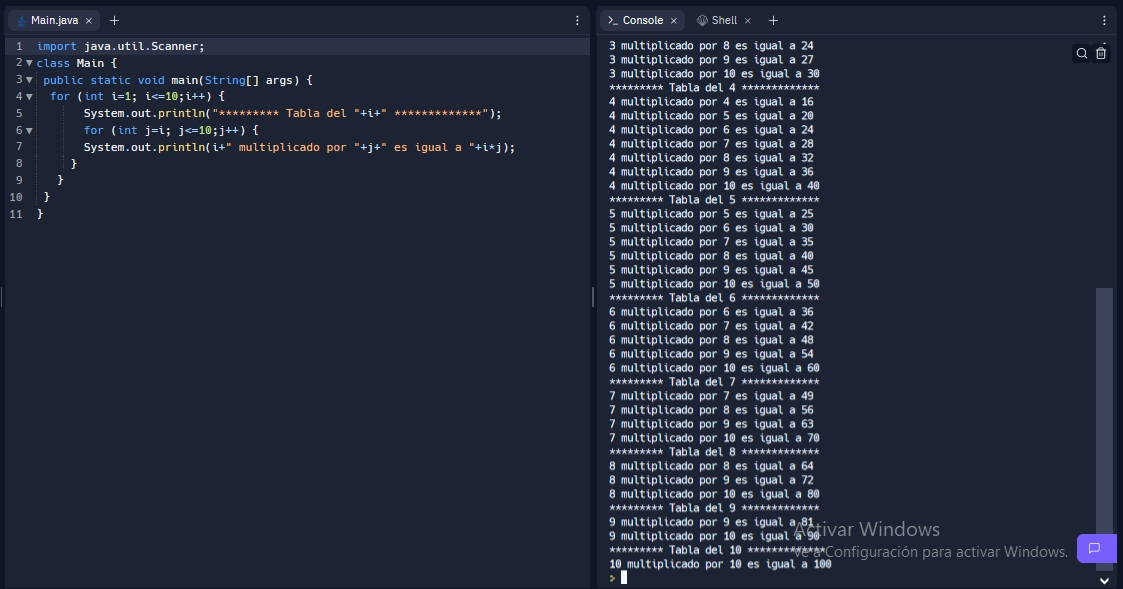 Main.java × +
1 import java.util.Scanner;
2 class Main {
3 public static void main(String[] args) {
4 for (int i=1; i<=10;i++) {
5 System.out.println("********* Tabla del "+i+" *************");
6 for (int j=i; j<=10;j++) {
7 System.out.println(i+" multiplicado por "+j+" es igual a "+i*j);
8 }
9 }
10 }
11 }
>_ Console × Shell × +
3 multiplicado por 8 es igual a 24
3 multiplicado por 9 es igual a 27
3 multiplicado por 10 es igual a 30
********* Tabla del 4 *************
4 multiplicado por 4 es igual a 16
4 multiplicado por 5 es igual a 20
4 multiplicado por 6 es igual a 24
4 multiplicado por 7 es igual a 28
4 multiplicado por 8 es igual a 32
4 multiplicado por 9 es igual a 36
4 multiplicado por 10 es igual a 40
********* Tabla del 5 *************
5 multiplicado por 5 es igual a 25
5 multiplicado por 6 es igual a 30
5 multiplicado por 7 es igual a 35
5 multiplicado por 8 es igual a 40
5 multiplicado por 9 es igual a 45
5 multiplicado por 10 es igual a 50
********* Tabla del 6 *************
6 multiplicado por 6 es igual a 36
6 multiplicado por 7 es igual a 42
6 multiplicado por 8 es igual a 48
6 multiplicado por 9 es igual a 54
6 multiplicado por 10 es igual a 60
********* Tabla del 7 *************
7 multiplicado por 7 es igual a 49
7 multiplicado por 8 es igual a 56
7 multiplicado por 9 es igual a 63
7 multiplicado por 10 es igual a 70
********* Tabla del 8 *************
8 multiplicado por 8 es igual a 64
8 multiplicado por 9 es igual a 72
8 multiplicado por 10 es igual a 80
********* Tabla del 9 *************
9 multiplicado por 9 es igual a 81
9 multiplicado por 10 es igual a 90
********* Tabla del 10 *************
10 multiplicado por 10 es igual a 100
>
Activar Windows
Ve a Configuración para activar Windows.